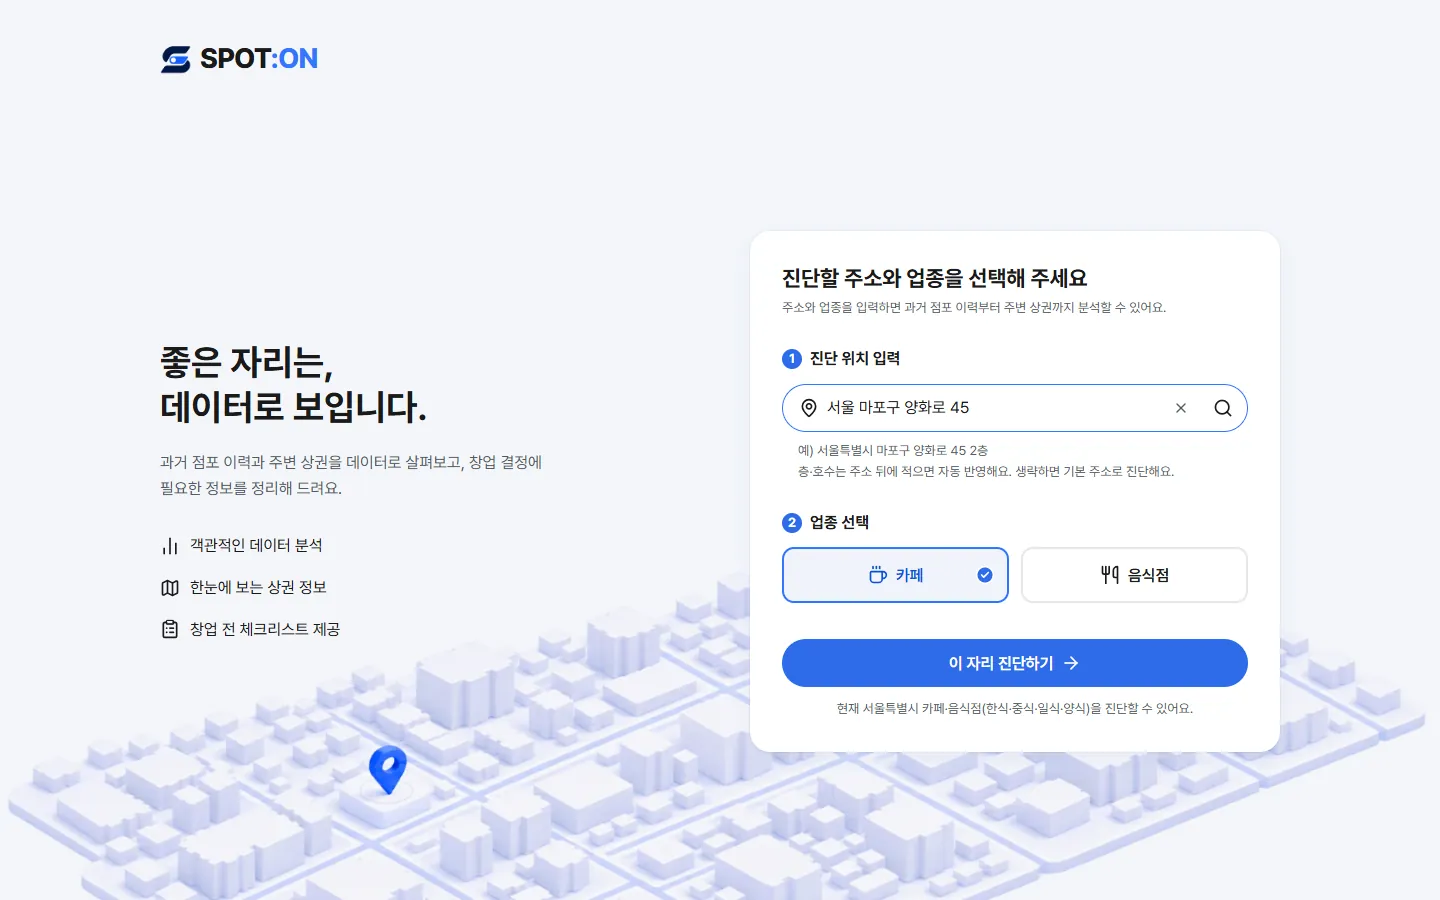 SPOT:ON
좋은 자리는,
데이터로 보입니다.
과거 점포 이력과 주변 상권을 데이터로 살펴보고, 창업 결정에
필요한 정보를 정리해 드려요.
객관적인 데이터 분석
한눈에 보는 상권 정보
창업 전 체크리스트 제공
진단할 주소와 업종을 선택해 주세요
주소와 업종을 입력하면 과거 점포 이력부터 주변 상권까지 분석할 수 있어요.
1 진단 위치 입력
서울 마포구 양화로 45
예) 서울특별시 마포구 양화로 45 2층
층·호수는 주소 뒤에 적으면 자동 반영해요. 생략하면 기본 주소로 진단해요.
2 업종 선택
카페
음식점
이 자리 진단하기
현재 서울특별시 카페·음식점(한식·중식·일식·양식)을 진단할 수 있어요.